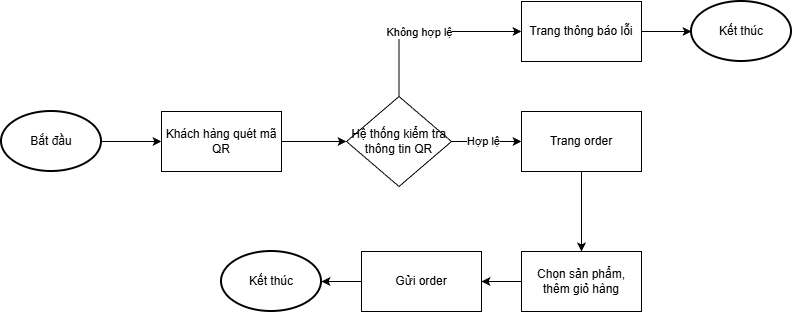 Không hợp lệ
Trang thông báo lỗi
Kết thúc
Bắt đầu
Khách hàng quét mã
QR
Hệ thống kiểm tra
thông tin QR
Hợp lệ
Trang order
Kết thúc
Gửi order
Chọn sản phẩm,
thêm giỏ hàng